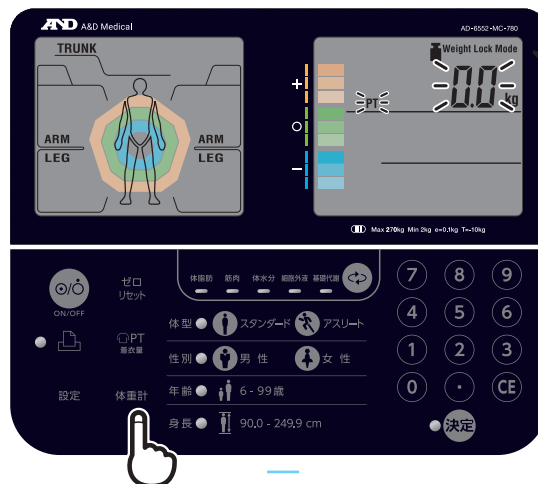 AND A&D Medical
AD-6552-MC-780
TRUNK
ARM
LEG
ARM
LEG
+
○
−
Weight Lock Mode
PT
0.0 kg
Max 270kg Min 2kg e=0.1kg T=-10kg
ON/OFF
ゼロ
リセット
体脂肪 筋肉 体水分 細胞外液 基礎代謝
PT
着衣量
設定
体重計
体型 スタンダード アスリート
性別 男性 女性
年齢 6 - 99 歳
身長 90.0 - 249.9 cm
7 8 9
4 5 6
1 2 3
0 · CE
決定